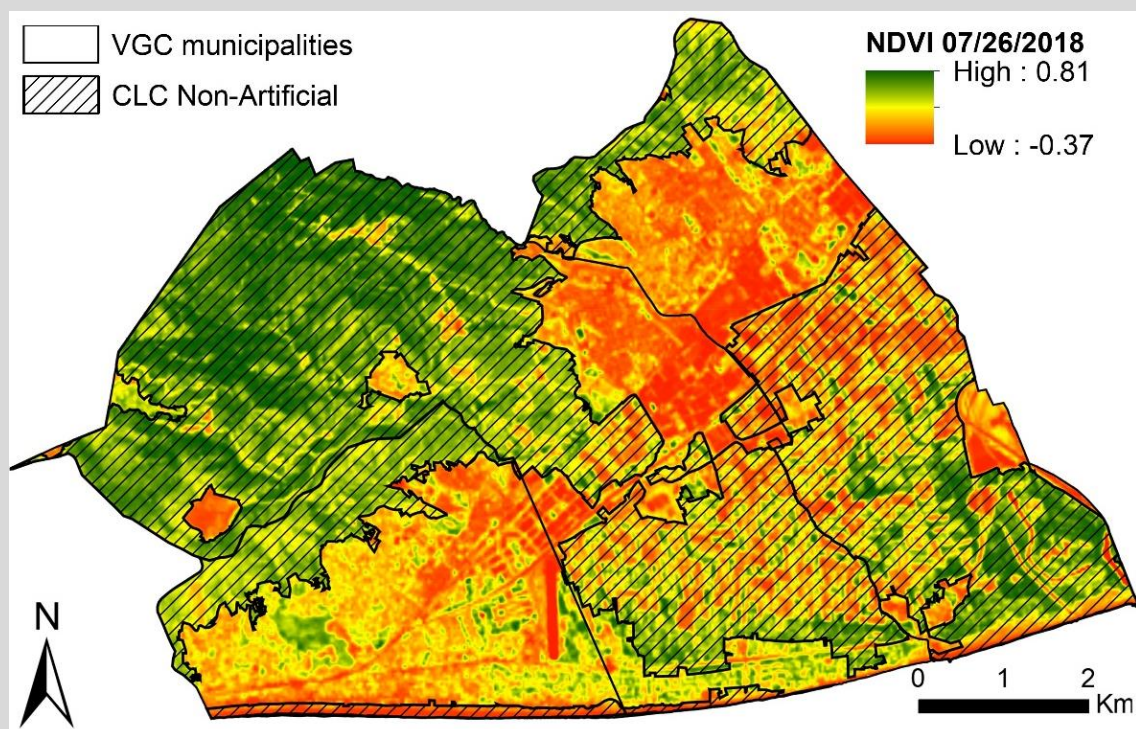 VGC municipalities
CLC Non-Artificial
NDVI 07/26/2018
High : 0.81
Low : -0.37
N
0 1 2
Km